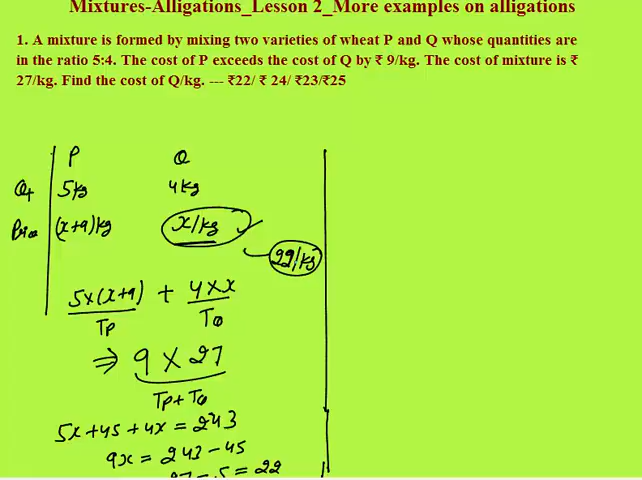 Mixtures-Alligations_Lesson 2_More examples on alligations
1. A mixture is formed by mixing two varieties of wheat P and Q whose quantities are
in the ratio 5:4. The cost of P exceeds the cost of Q by ₹ 9/kg. The cost of mixture is ₹
27/kg. Find the cost of Q/kg. --- ₹22/ ₹ 24/ ₹23/₹25
P Q
Qt 5kg 4kg
Price (x+9)kg x/kg
22/kg
5×(x+9) + 4×x
TP TQ
⇒ 9 × 27
TP+TQ
5x+45+4x = 243
9x = 243-45
27-5=22